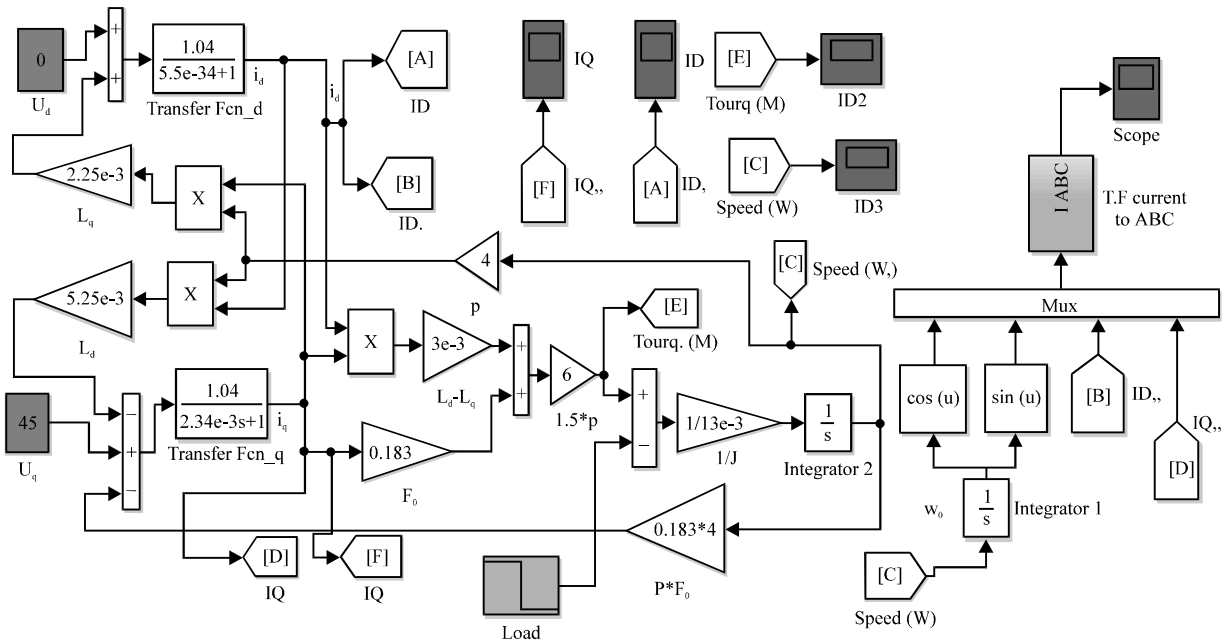 0
+
+
U_d
1.04
5.5e-34+1
Transfer Fcn_d
i_d
i_d
[A]
ID
[B]
ID.
IQ
[F]
IQ,,
ID
[A]
ID,
[E]
Tourq (M)
ID2
[C]
Speed (W)
ID3
Scope
I ABC
T.F current
to ABC
2.25e-3
L_q
X
5.25e-3
L_d
X
4
p
[C]
Speed (W,)
Mux
X
3e-3
L_d-L_q
+
+
6
1.5*p
[E]
Tourq. (M)
+
−
1/13e-3
1/J
1
s
Integrator 2
cos (u)
sin (u)
[B]
ID,,
[D]
IQ,,
45
U_q
−
+
−
1.04
2.34e-3s+1
Transfer Fcn_q
i_q
0.183
F_0
0.183*4
P*F_0
w_0
1
s
Integrator 1
[C]
Speed (W)
[D]
IQ
[F]
IQ
Load